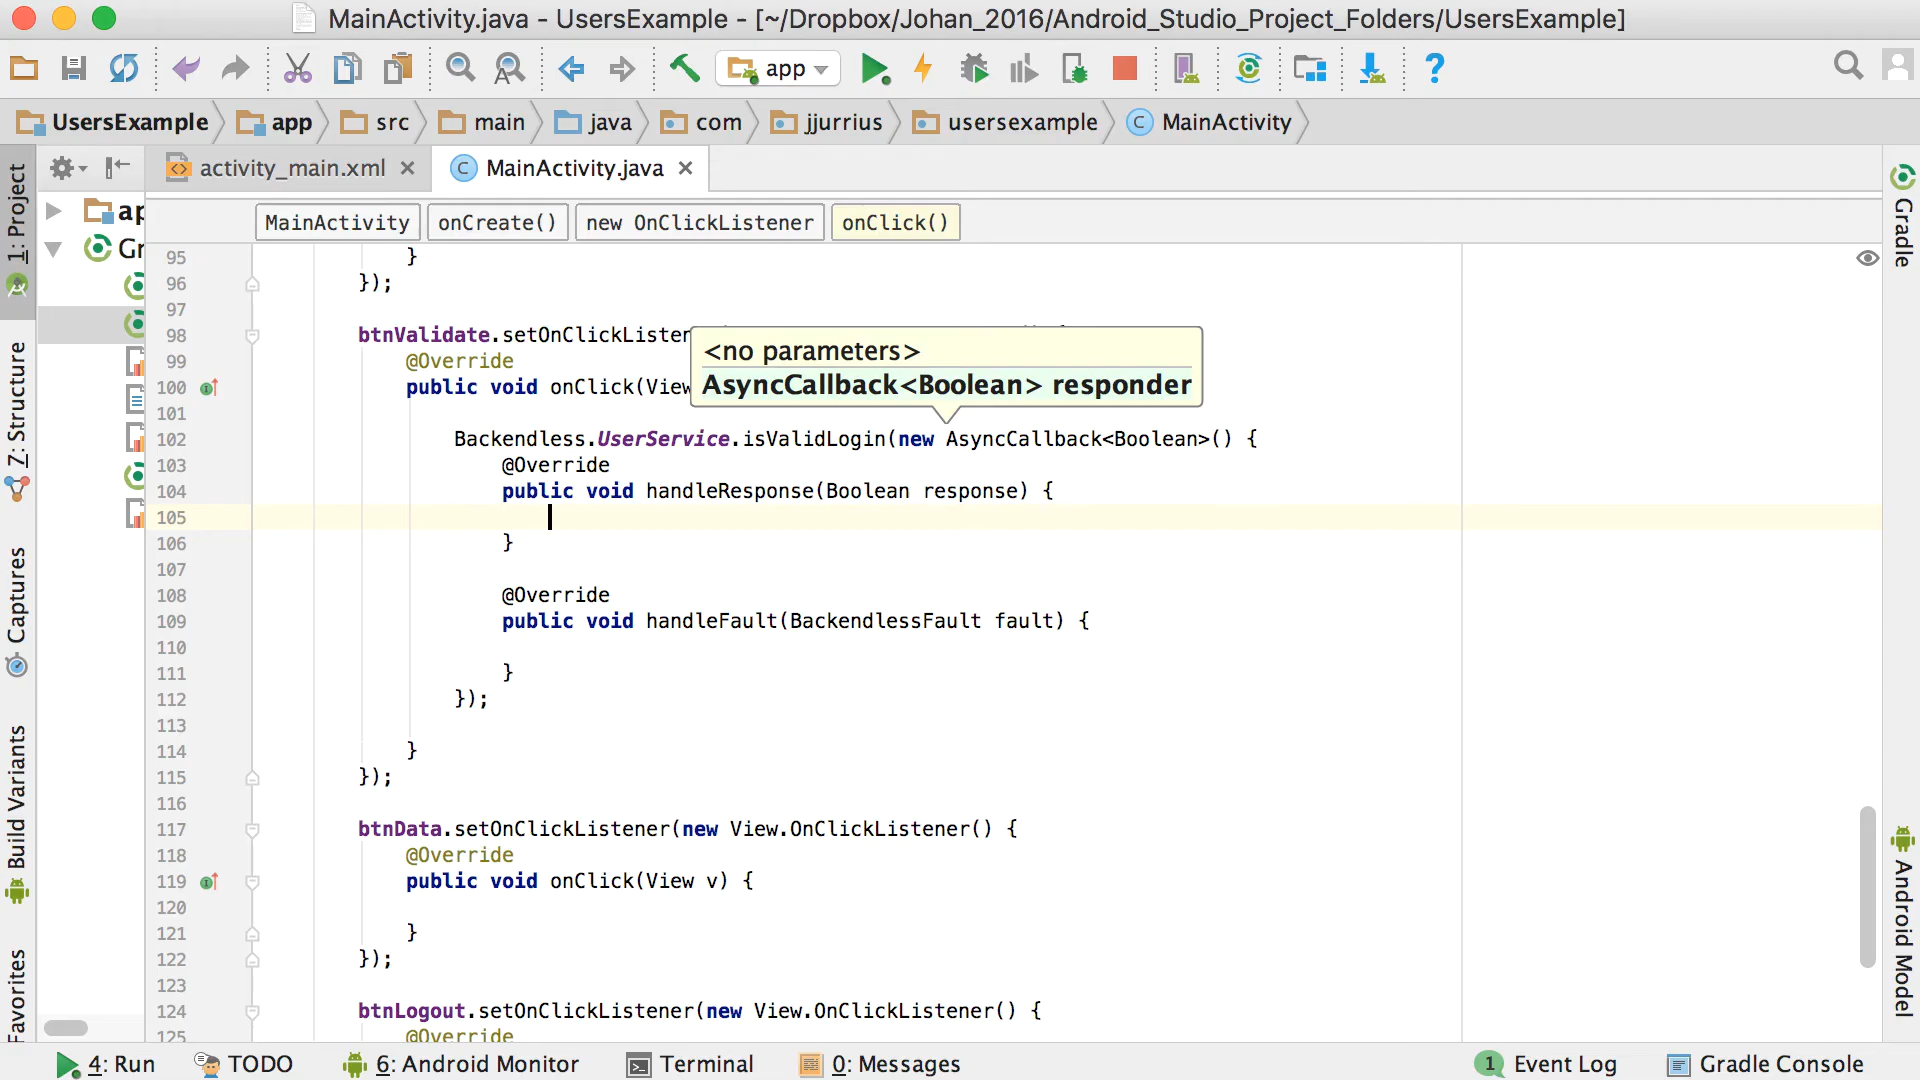 MainActivity.java - UsersExample - [~/Dropbox/Johan_2016/Android_Studio_Project_Folders/UsersExample]
app
?
UsersExample
app
src
main
java
com
jjurrius
usersexample
C MainActivity
activity_main.xml
C MainActivity.java
MainActivity
onCreate()
new OnClickListener
onClick()
1: Project
Z: Structure
Captures
Build Variants
Favorites
ap
Gr
95 }
96 });
97
98 btnValidate.setOnClickListener
99 @Override
100 public void onClick(View
<no parameters>
AsyncCallback<Boolean> responder
101
102 Backendless.UserService.isValidLogin(new AsyncCallback<Boolean>() {
103 @Override
104 public void handleResponse(Boolean response) {
105
106 }
107
108 @Override
109 public void handleFault(BackendlessFault fault) {
110
111 }
112 });
113
114 }
115 });
116
117 btnData.setOnClickListener(new View.OnClickListener() {
118 @Override
119 public void onClick(View v) {
120
121 }
122 });
123
124 btnLogout.setOnClickListener(new View.OnClickListener() {
125 @Override
Gradle
Android Model
4: Run
TODO
6: Android Monitor
Terminal
0: Messages
1 Event Log
Gradle Console